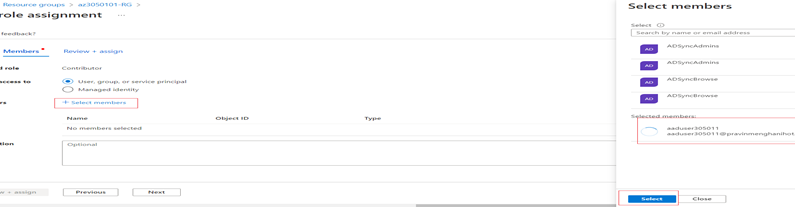 Resource groups > az3050101-RG >
role assignment ...
feedback?
Members Review + assign
d role Contributor
ccess to User, group, or service principal
Managed identity
rs + Select members
Name Object ID Type
No members selected
tion Optional
w + assign Previous Next
Select members
Select
Search by name or email address
AD ADSyncAdmins
AD ADSyncAdmins
AD ADSyncBrowse
AD ADSyncBrowse
Selected members:
aaduser305011
aaduser305011@pravinmenghanihot
Select Close